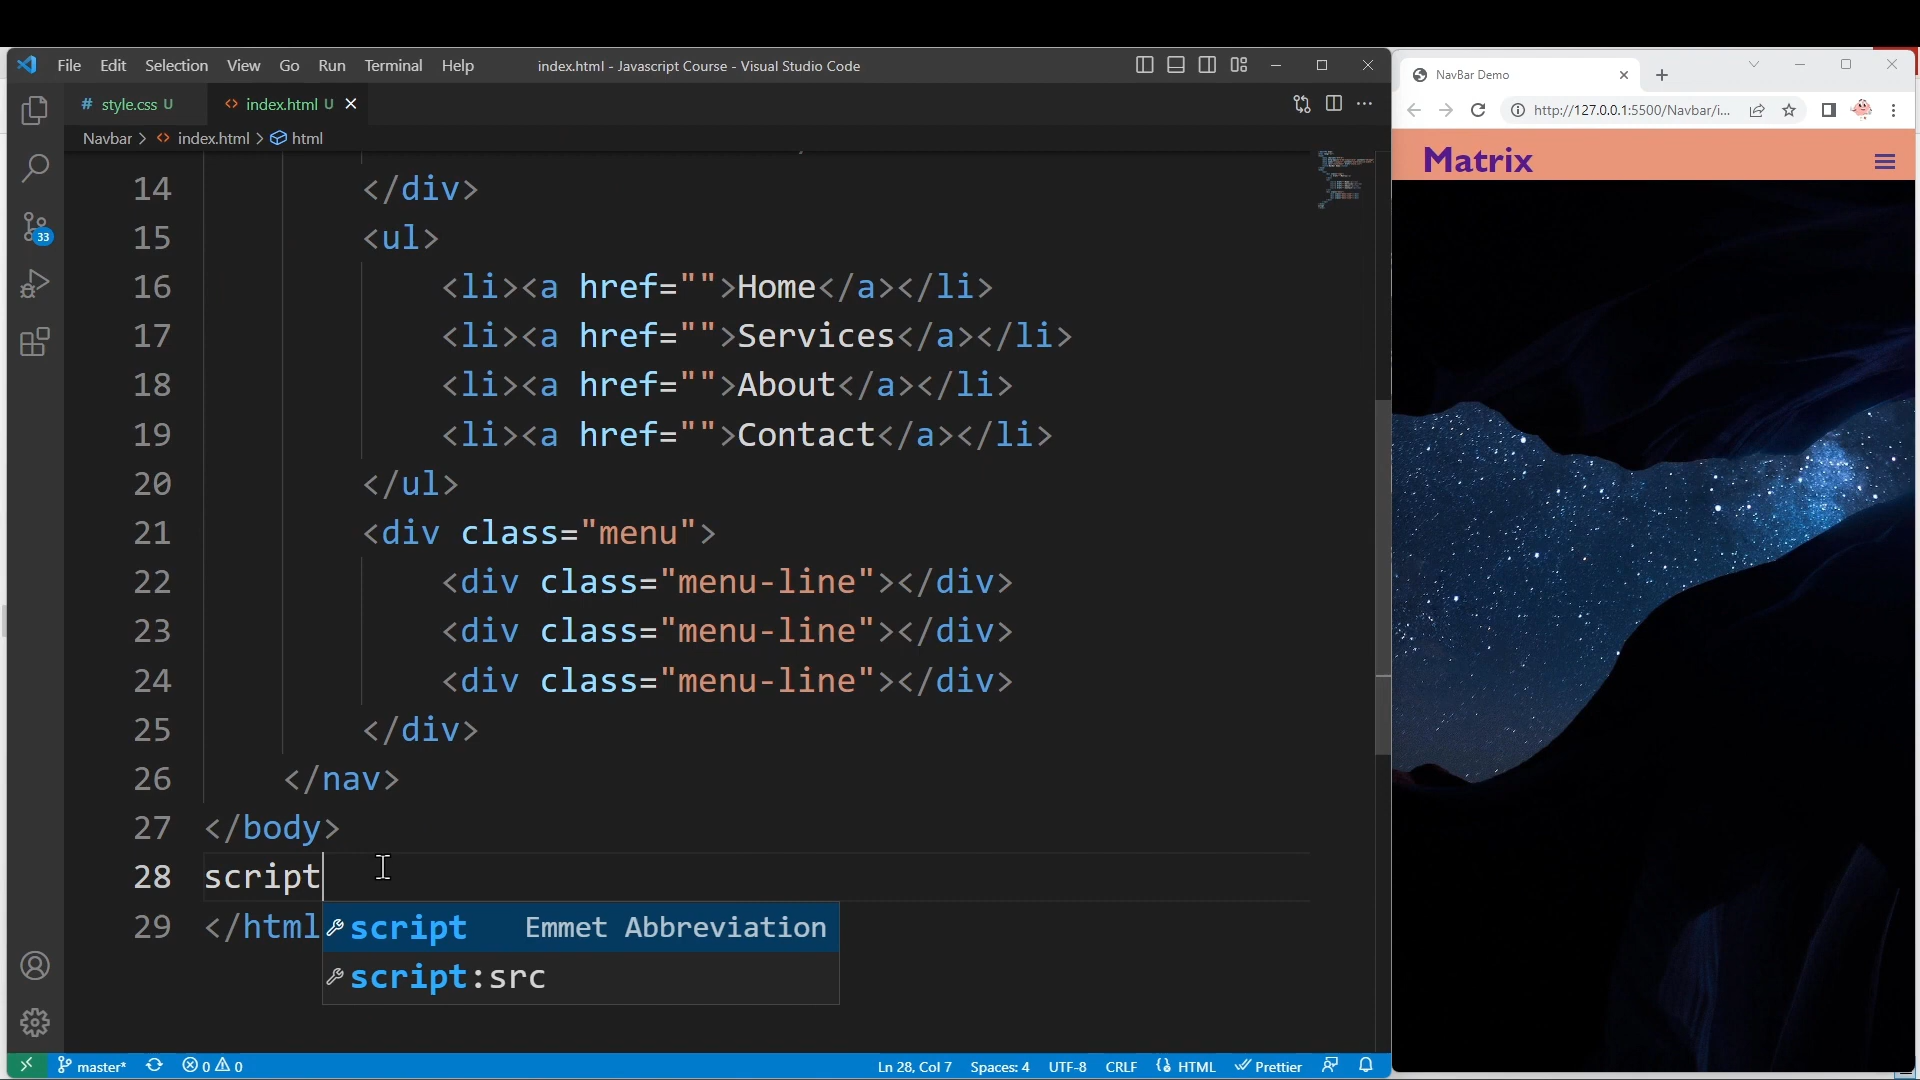 File Edit Selection View Go Run Terminal Help
index.html - Javascript Course - Visual Studio Code
# style.css U
<> index.html U
Navbar > <> index.html > html
14 </div>
15 <ul>
16 <li><a href="">Home</a></li>
17 <li><a href="">Services</a></li>
18 <li><a href="">About</a></li>
19 <li><a href="">Contact</a></li>
20 </ul>
21 <div class="menu">
22 <div class="menu-line"></div>
23 <div class="menu-line"></div>
24 <div class="menu-line"></div>
25 </div>
26 </nav>
27 </body>
28 script
29 </html
script Emmet Abbreviation
script:src
33
master* 0 0
Ln 28, Col 7 Spaces: 4 UTF-8 CRLF HTML Prettier
NavBar Demo
http://127.0.0.1:5500/Navbar/i...
Matrix